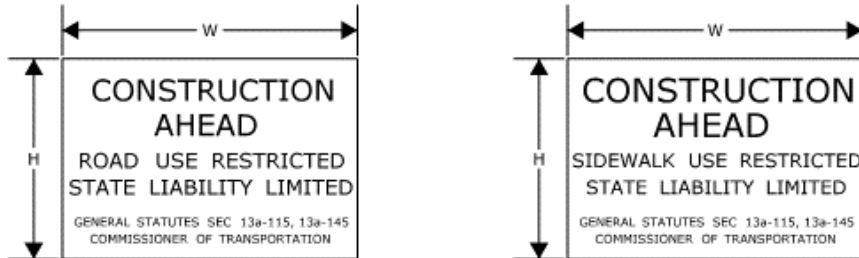 W
H
CONSTRUCTION
AHEAD
ROAD USE RESTRICTED
STATE LIABILITY LIMITED
GENERAL STATUTES SEC 13a-115, 13a-145
COMMISSIONER OF TRANSPORTATION
W
H
CONSTRUCTION
AHEAD
SIDEWALK USE RESTRICTED
STATE LIABILITY LIMITED
GENERAL STATUTES SEC 13a-115, 13a-145
COMMISSIONER OF TRANSPORTATION